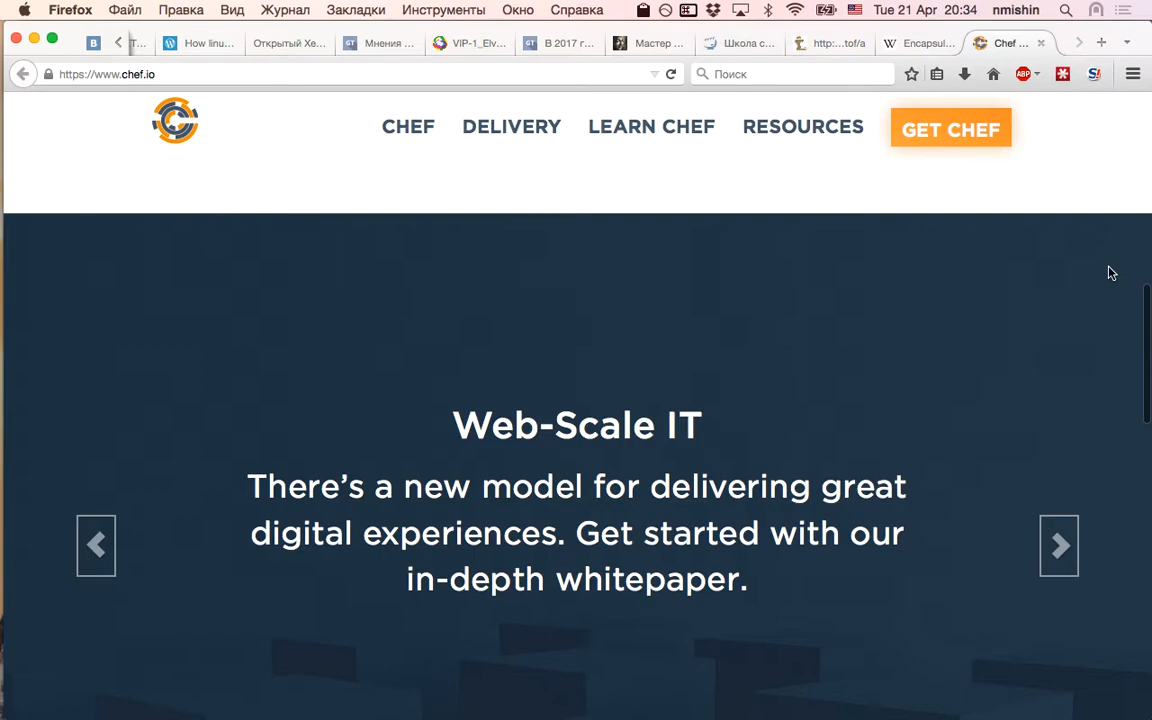 Firefox Файл Правка Вид Журнал Закладки Инструменты Окно Справка Tue 21 Apr 20:34 nmishin
В Т... How linu... Открытый Хе... GT Мнения ... VIP-1_Elv... GT В 2017 г... Мастер ... Школа с... http:...tof/a W Encapsul... Chef ...
https://www.chef.io Поиск ABP S!
CHEF DELIVERY LEARN CHEF RESOURCES GET CHEF
Web-Scale IT
There's a new model for delivering great
digital experiences. Get started with our
in-depth whitepaper.